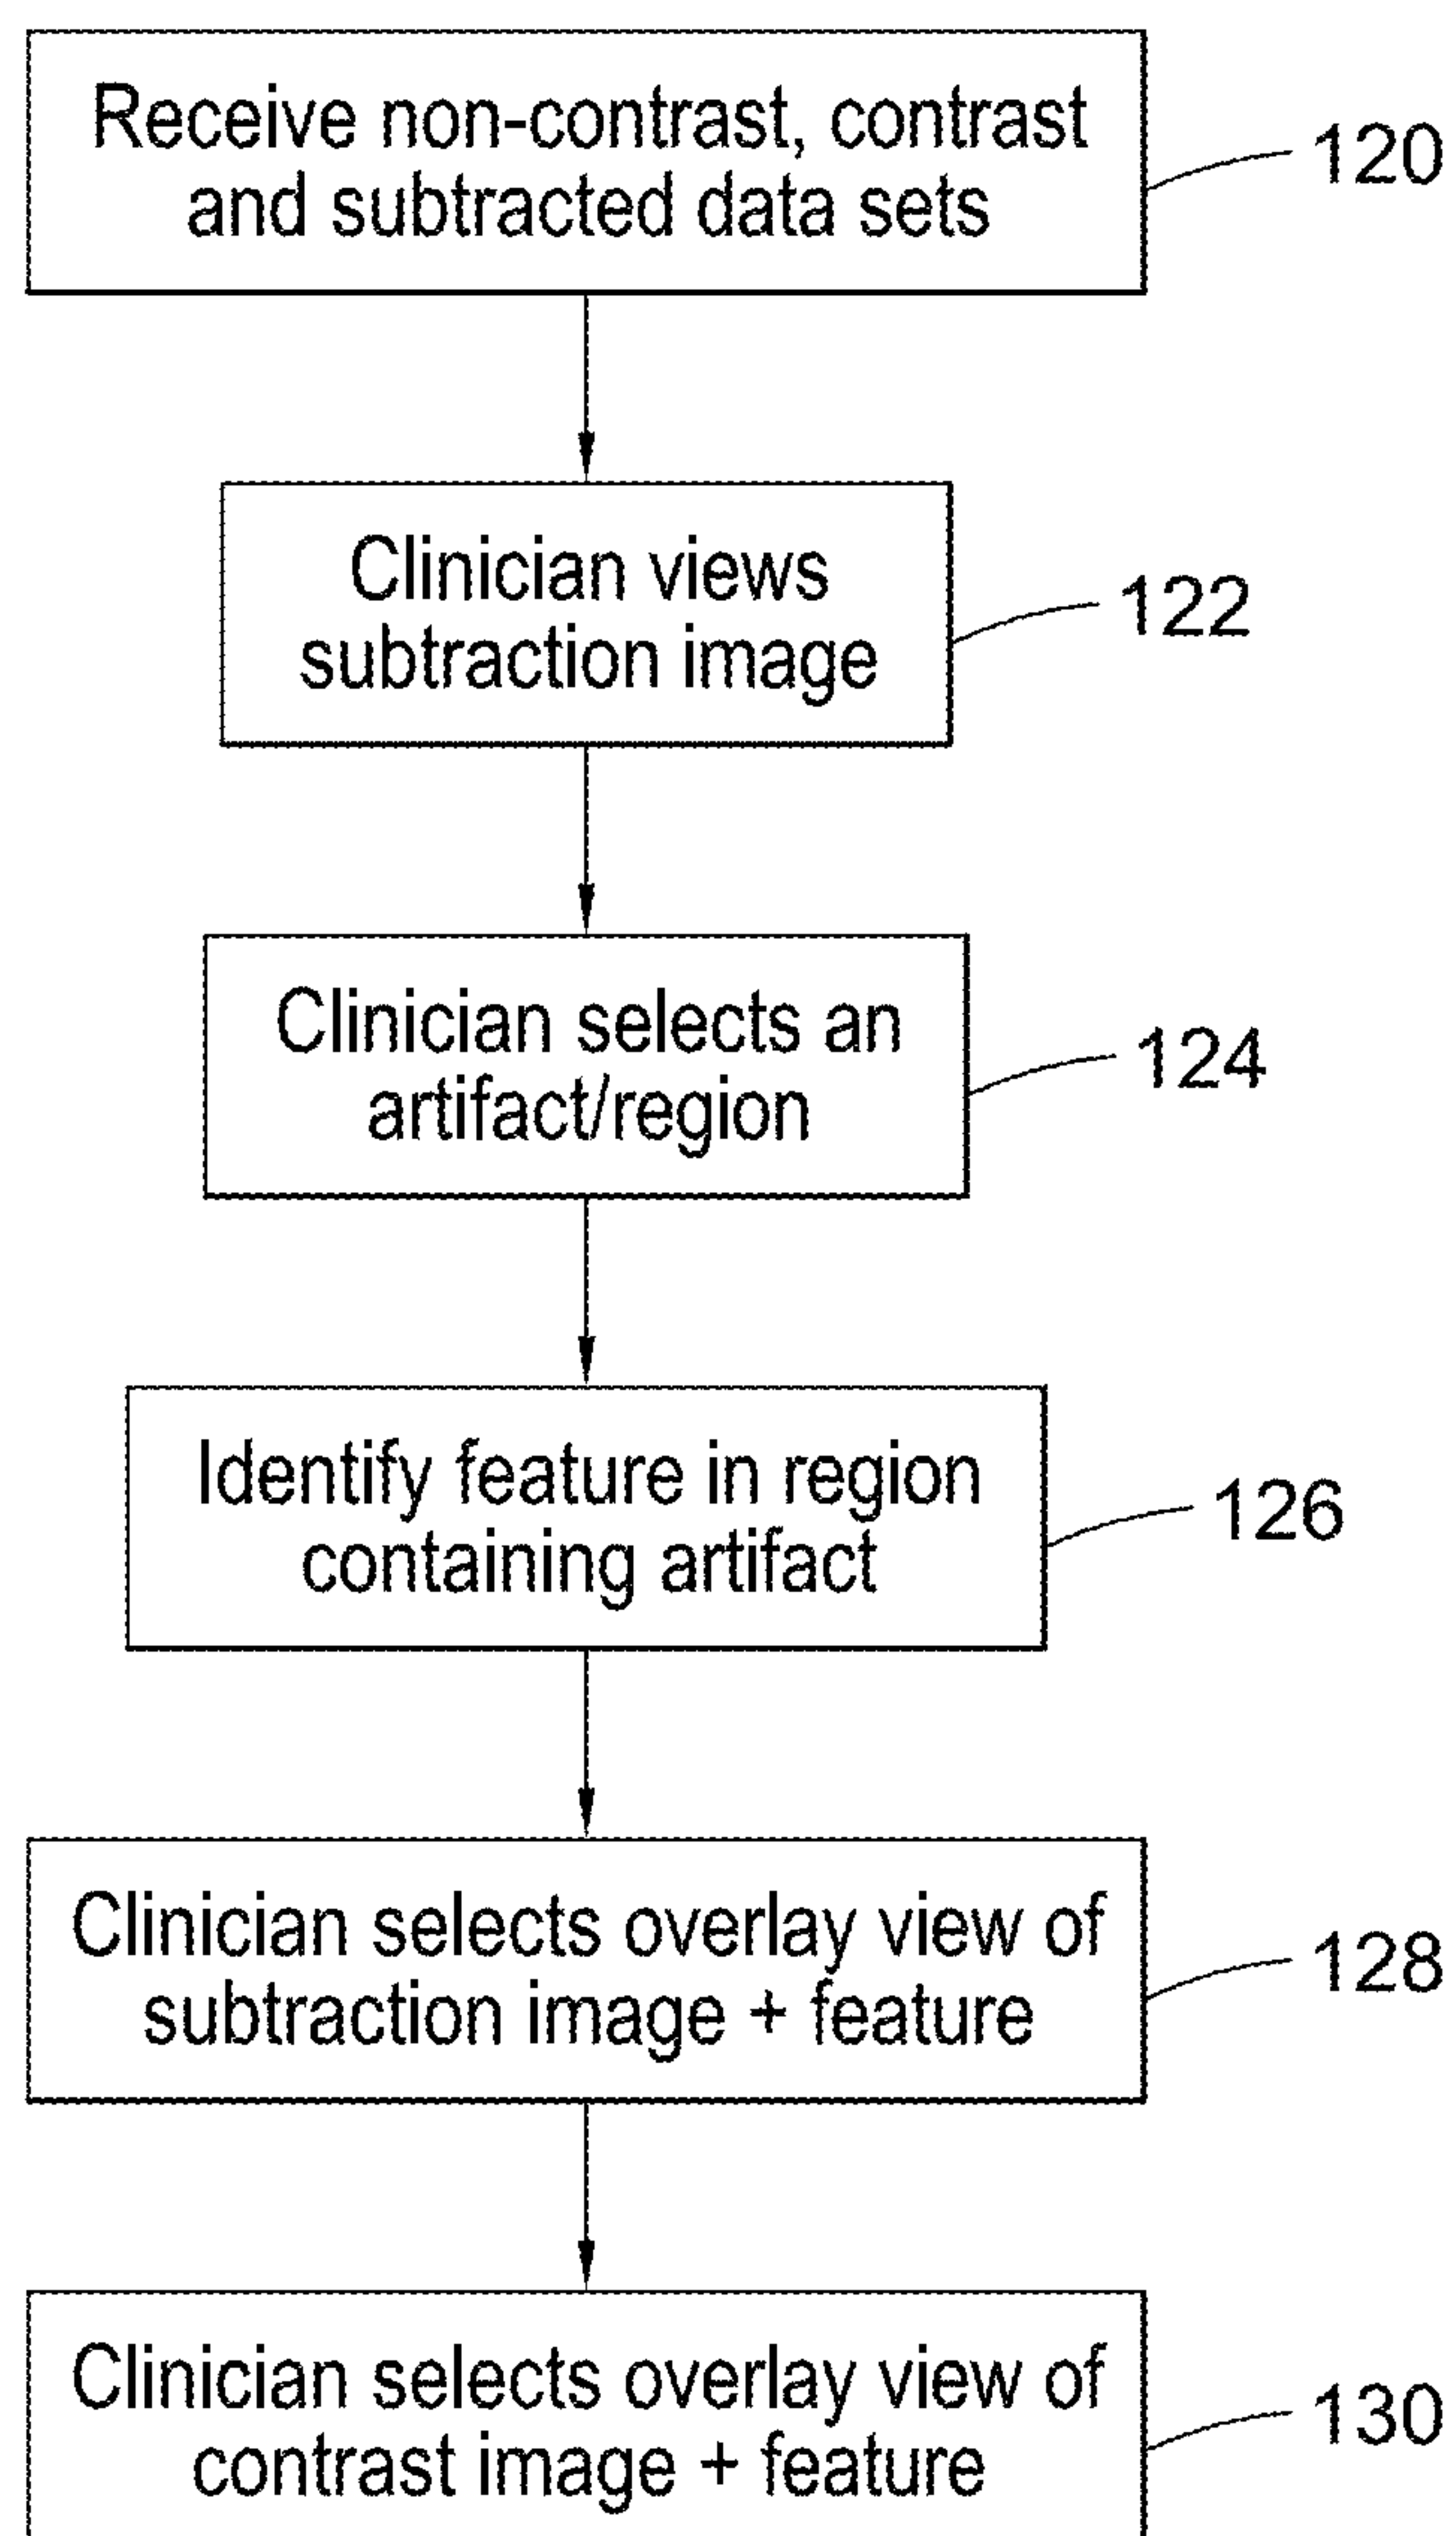 Receive non-contrast, contrast
and subtracted data sets
120
Clinician views
subtraction image
122
Clinician selects an
artifact/region
124
Identify feature in region
containing artifact
126
Clinician selects overlay view of
subtraction image + feature
128
Clinician selects overlay view of
contrast image + feature
130